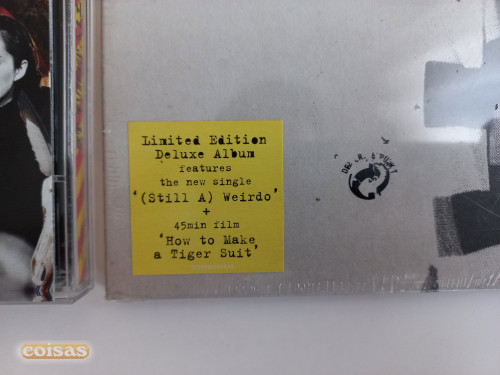 Limited Edition
Deluxe Album
features
the new single
'(Still A) Weirdo'
+
45min film
'How to Make
a Tiger Suit'
coisas